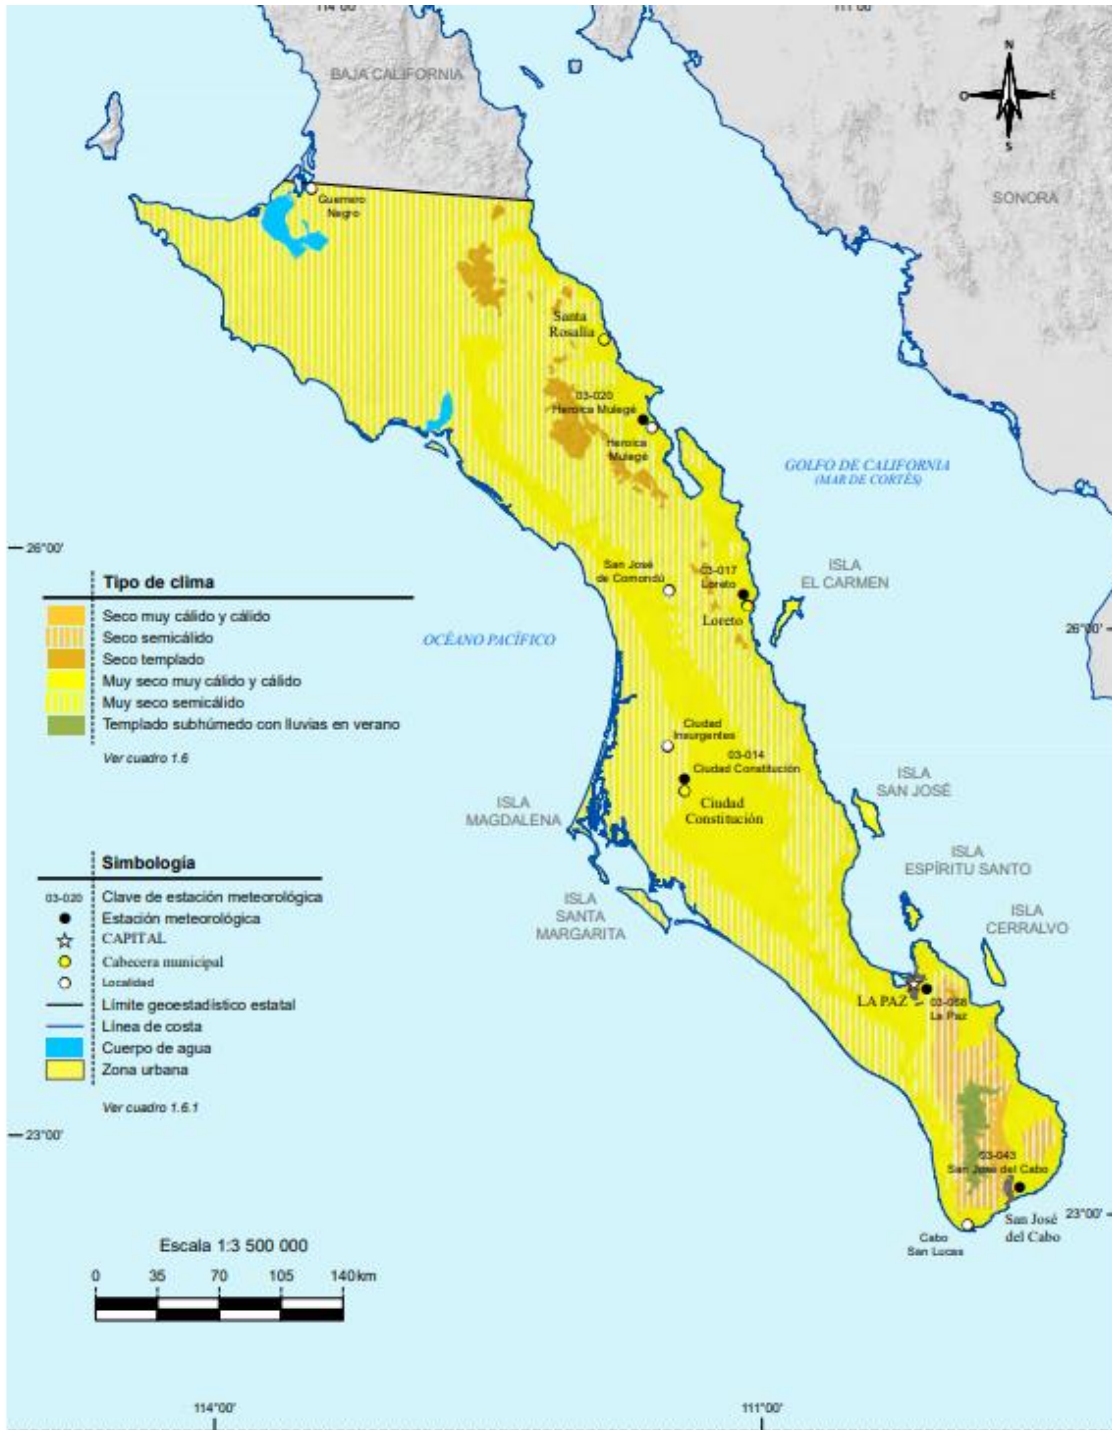 114°00'
111°00'
BAJA CALIFORNIA
N
O
E
S
SONORA
Guerrero
Negro
Santa
Rosalía
03-020
Heroica Mulegé
Heroica
Mulegé
GOLFO DE CALIFORNIA
(MAR DE CORTÉS)
26°00'
San José
de Comondú
03-017
Loreto
Loreto
ISLA
EL CARMEN
26°00'
OCÉANO PACÍFICO
Tipo de clima
Seco muy cálido y cálido
Seco semicálido
Seco templado
Muy seco muy cálido y cálido
Muy seco semicálido
Templado subhúmedo con lluvias en verano
Ver cuadro 1.6
Ciudad
Insurgentes
03-014
Ciudad Constitución
Ciudad
Constitución
ISLA
SAN JOSÉ
ISLA
MAGDALENA
ISLA
ESPÍRITU SANTO
ISLA
SANTA
MARGARITA
ISLA
CERRALVO
Simbología
03-020 Clave de estación meteorológica
Estación meteorológica
CAPITAL
Cabecera municipal
Localidad
Límite geoestadístico estatal
Línea de costa
Cuerpo de agua
Zona urbana
Ver cuadro 1.6.1
LA PAZ
La Paz
23°00'
03-043
San José del Cabo
San José
del Cabo
23°00'
Cabo
San Lucas
Escala 1:3 500 000
0 35 70 105 140 km
114°00'
111°00'